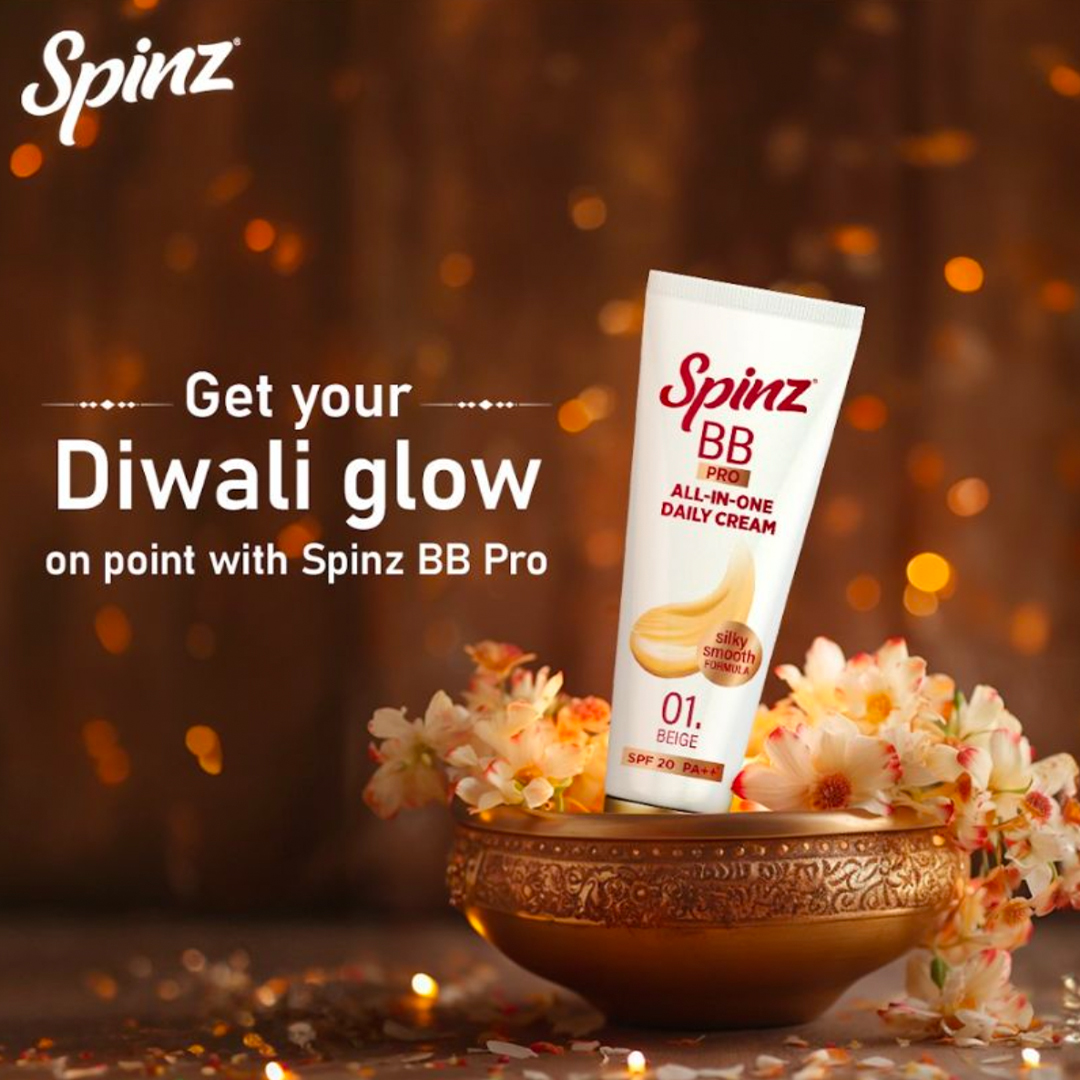 Spinz
Get your
Diwali glow
on point with Spinz BB Pro
Spinz
BB
PRO
ALL-IN-ONE
DAILY CREAM
silky
smooth
FORMULA
01.
BEIGE
SPF 20 PA++